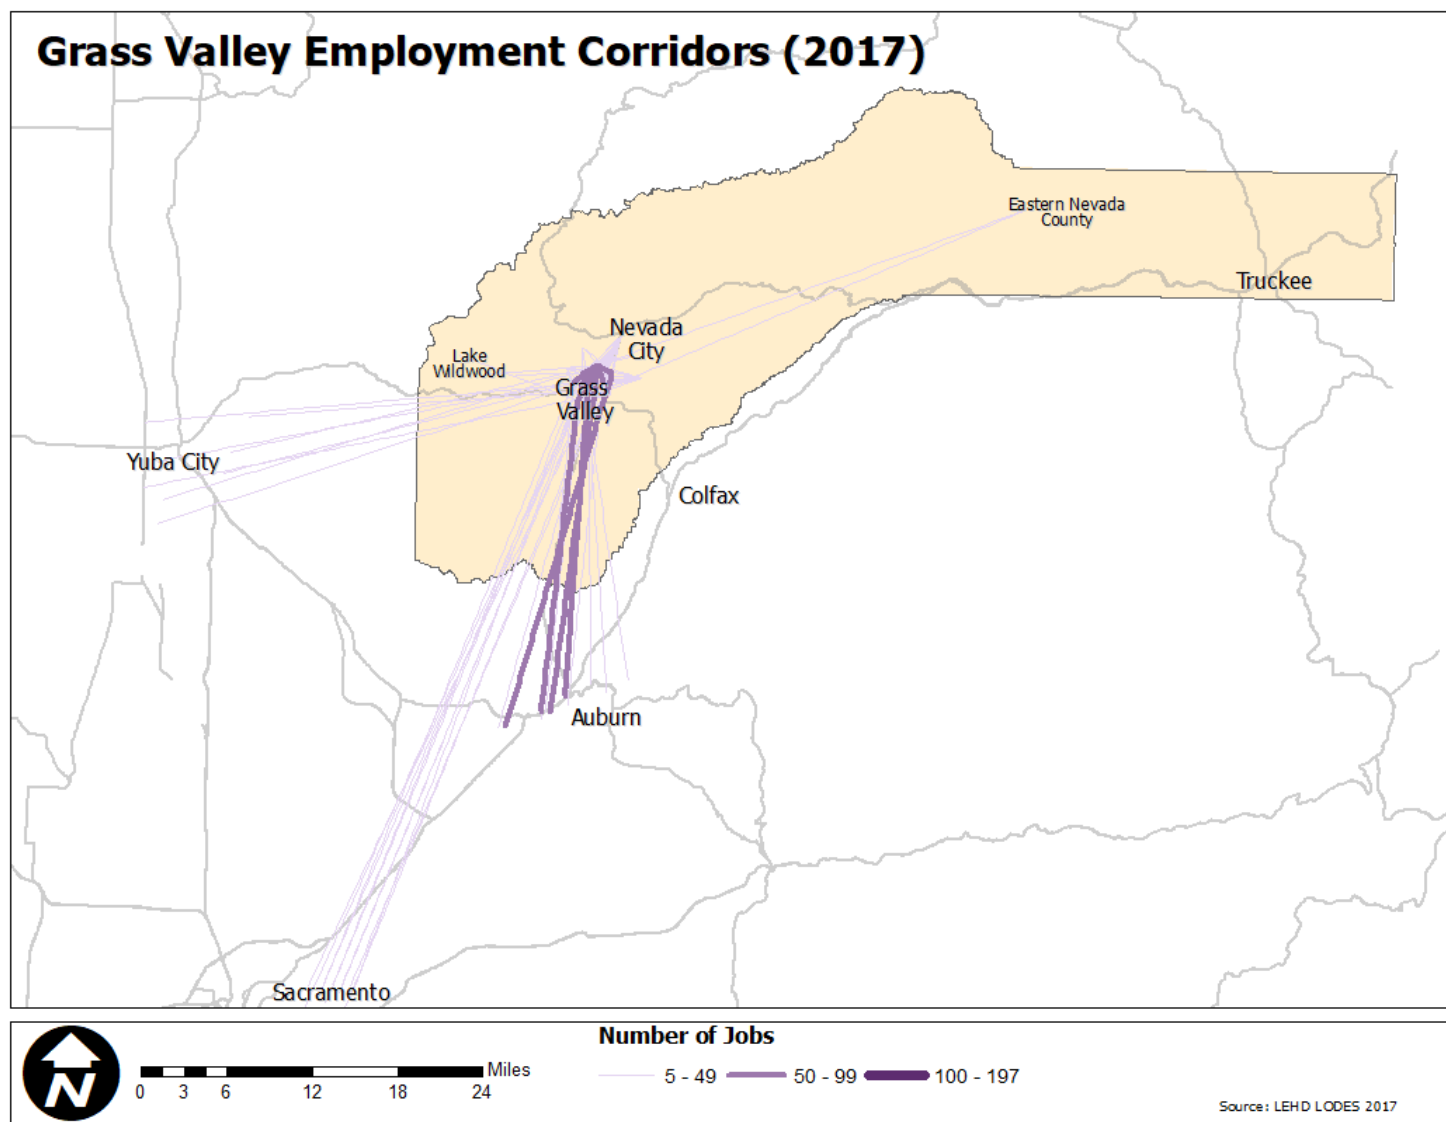 Grass Valley Employment Corridors (2017)
Eastern Nevada
County
Truckee
Nevada
City
Lake
Wildwood
Grass
Valley
Yuba City
Colfax
Auburn
Sacramento
Number of Jobs
N
Miles
0 3 6 12 18 24
5 - 49 50 - 99 100 - 197
Source: LEHD LODES 2017